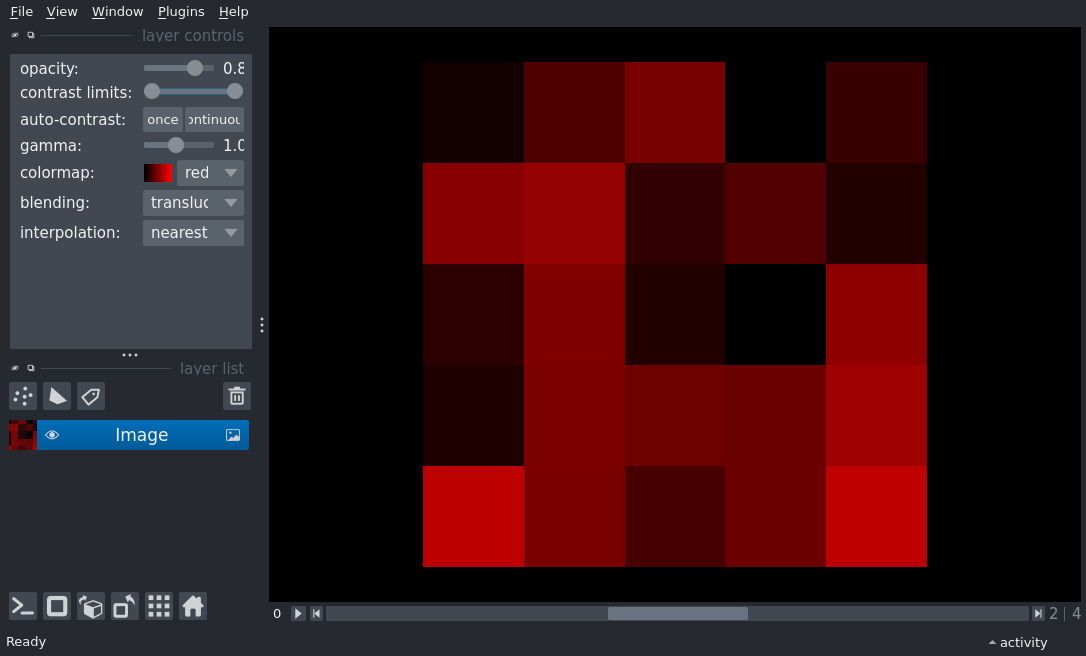 File View Window Plugins Help
layer controls
opacity: 0.8
contrast limits:
auto-contrast: once ontinuou
gamma: 1.0
colormap: red
blending: transluc
interpolation: nearest
layer list
Image
0 2 | 4
Ready activity